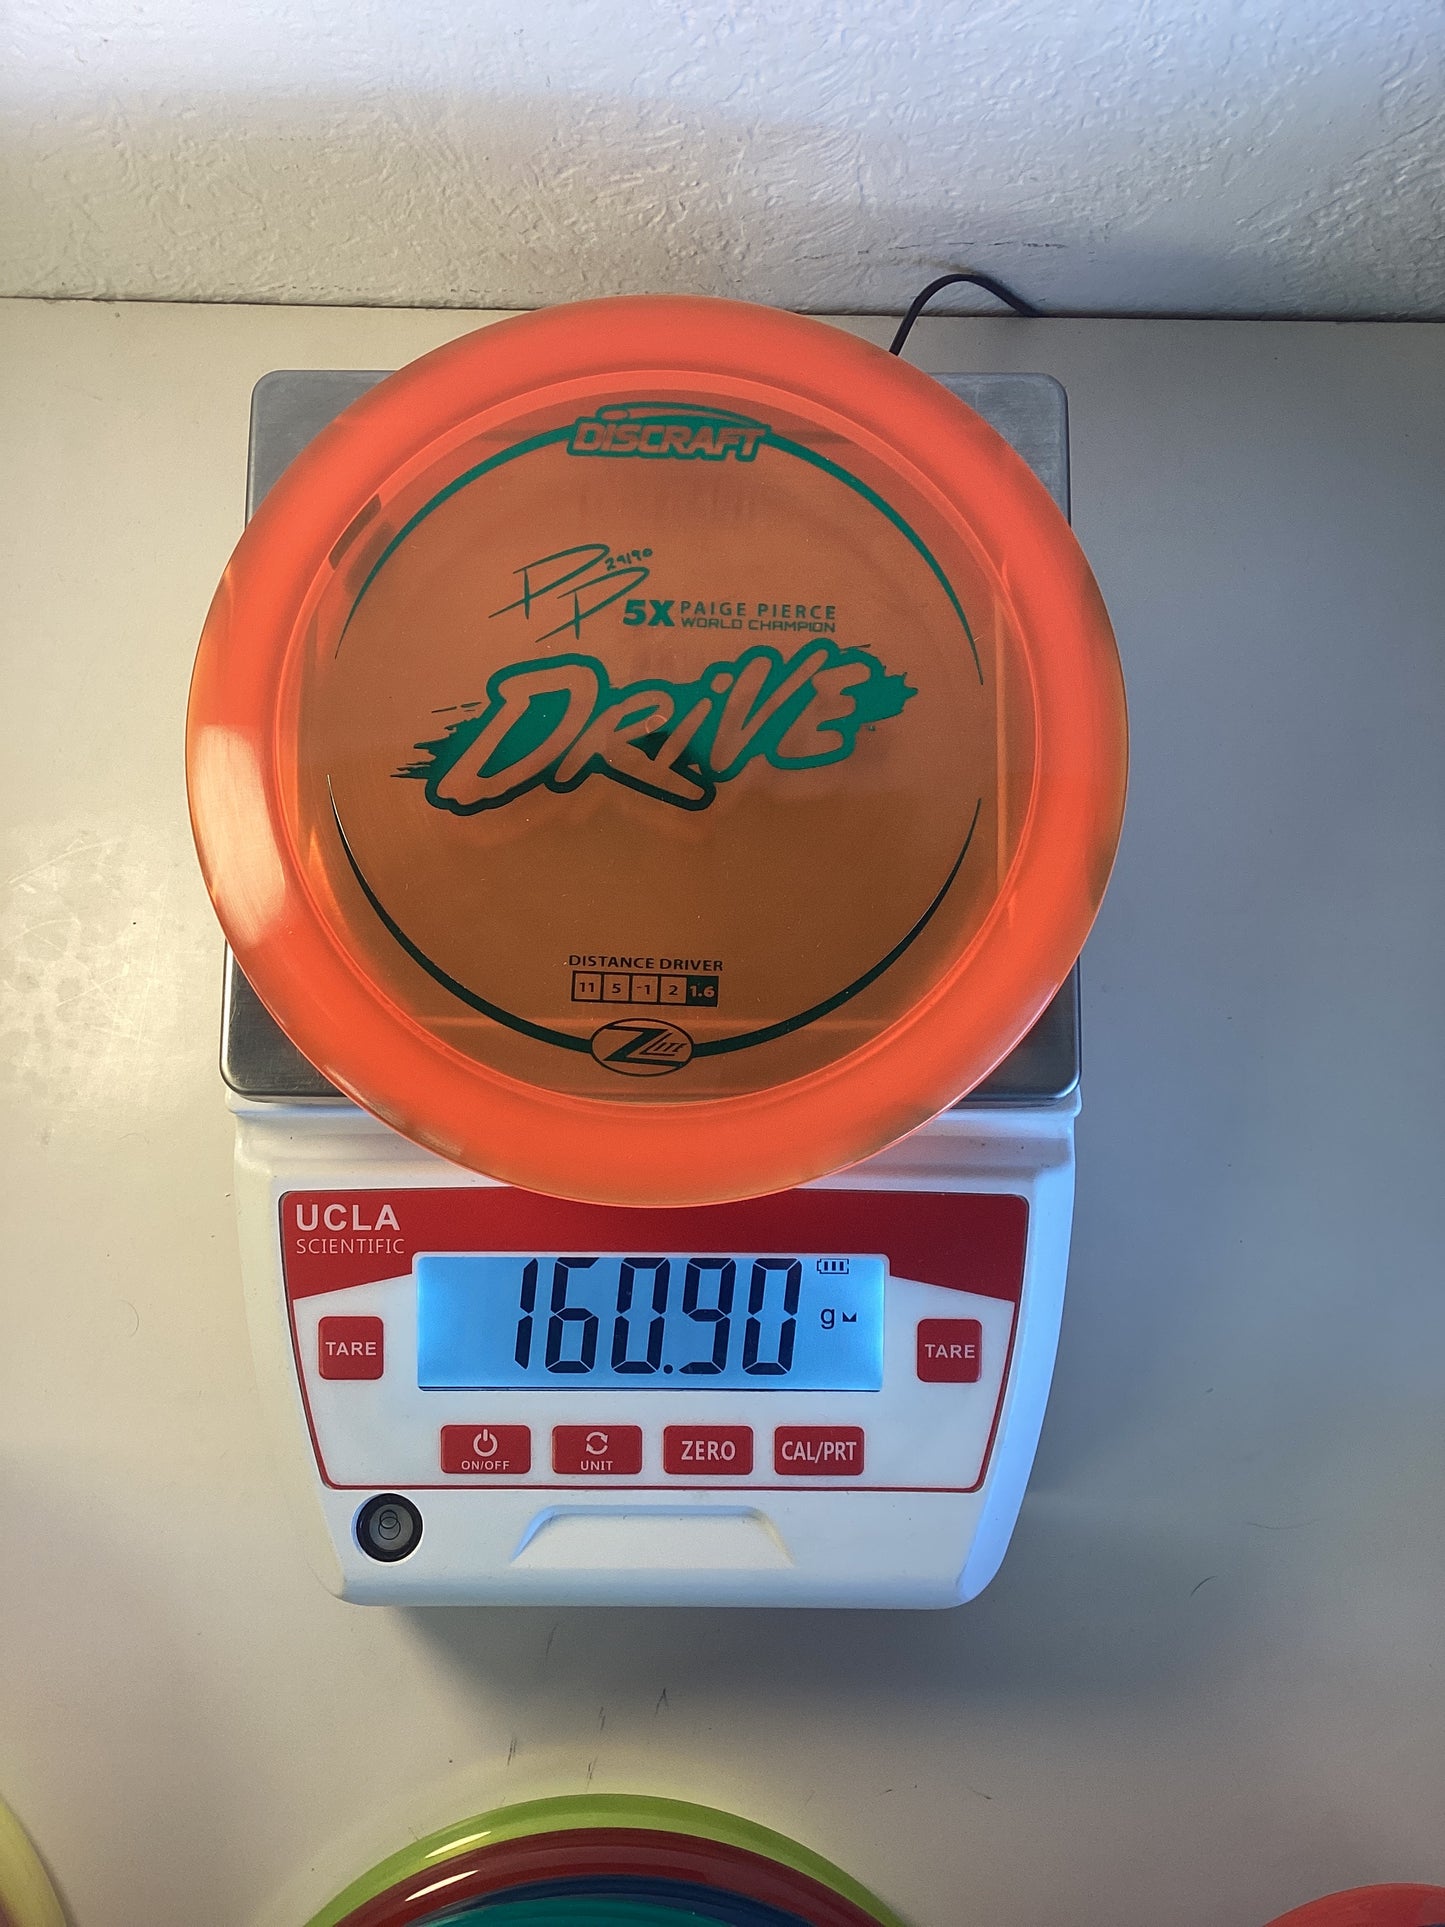 DISCRAFT
29190
5X PAIGE PIERCE
WORLD CHAMPION
DRiVE
DISTANCE DRIVER
11 5 -1 2 1.6
Z LITE
UCLA
SCIENTIFIC
160.90 g
TARE
TARE
ON/OFF
UNIT
ZERO
CAL/PRT